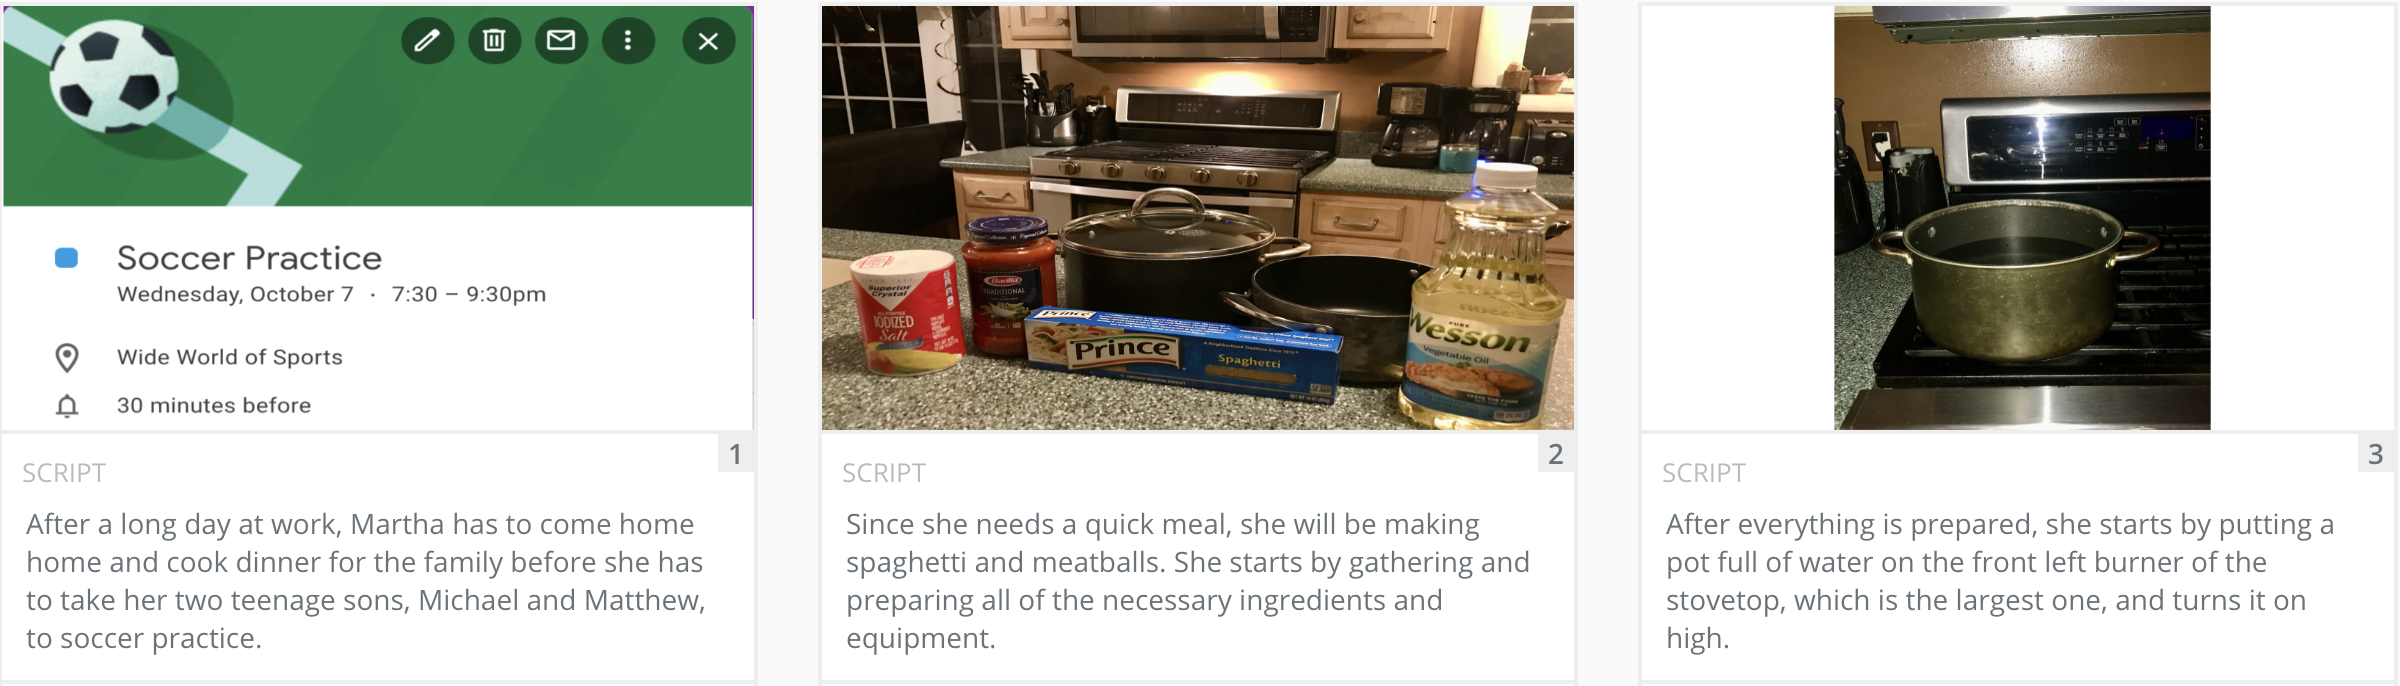 Soccer Practice
Wednesday, October 7 · 7:30 – 9:30pm
Wide World of Sports
30 minutes before
1
SCRIPT
After a long day at work, Martha has to come home
home and cook dinner for the family before she has
to take her two teenage sons, Michael and Matthew,
to soccer practice.
Superior
Crystal
IODIZED
Salt
Barilla
TRADITIONAL
Prince
Prince
Spaghetti
PURE
Wesson
Vegetable Oil
2
SCRIPT
Since she needs a quick meal, she will be making
spaghetti and meatballs. She starts by gathering and
preparing all of the necessary ingredients and
equipment.
3
SCRIPT
After everything is prepared, she starts by putting a
pot full of water on the front left burner of the
stovetop, which is the largest one, and turns it on
high.